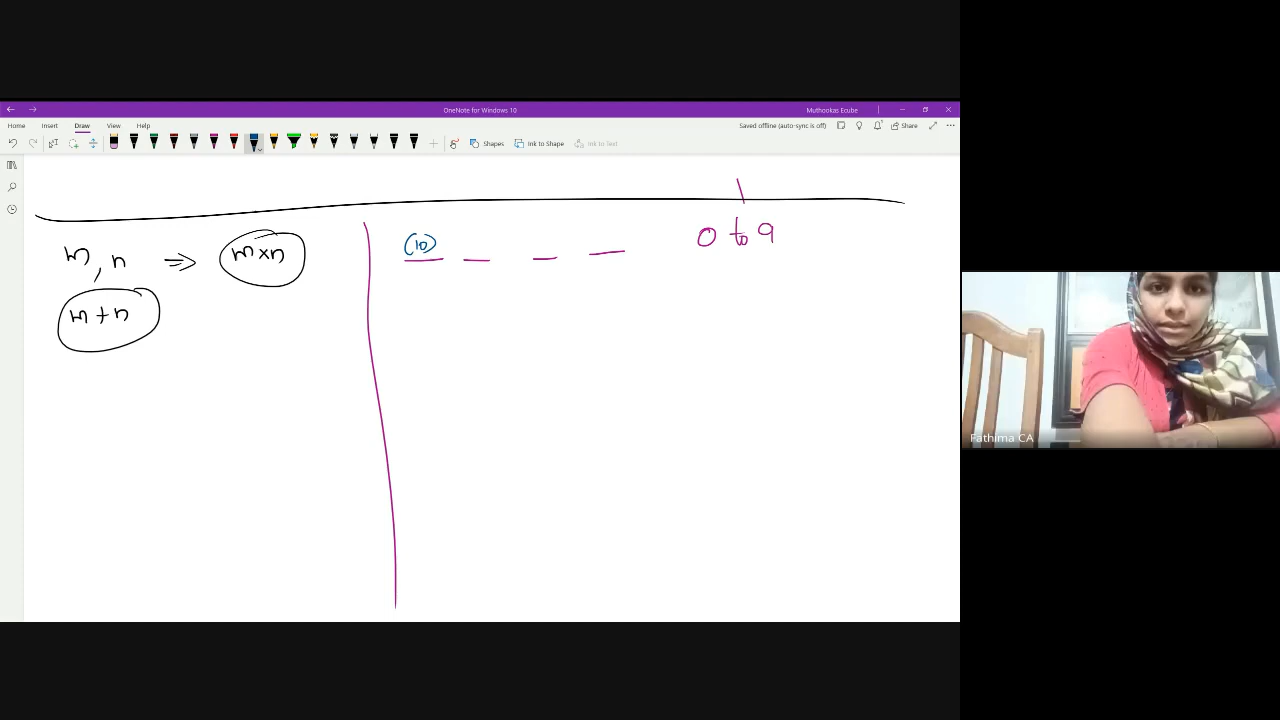 OneNote for Windows 10
Muthookas Ecube
Home Insert Draw View Help
Saved offline (auto-sync is off)
Share
Shapes
Ink to Shape
Ink to Text
m, n ⇒ m×n
m + n
(10)
0 to 9
Fathima CA